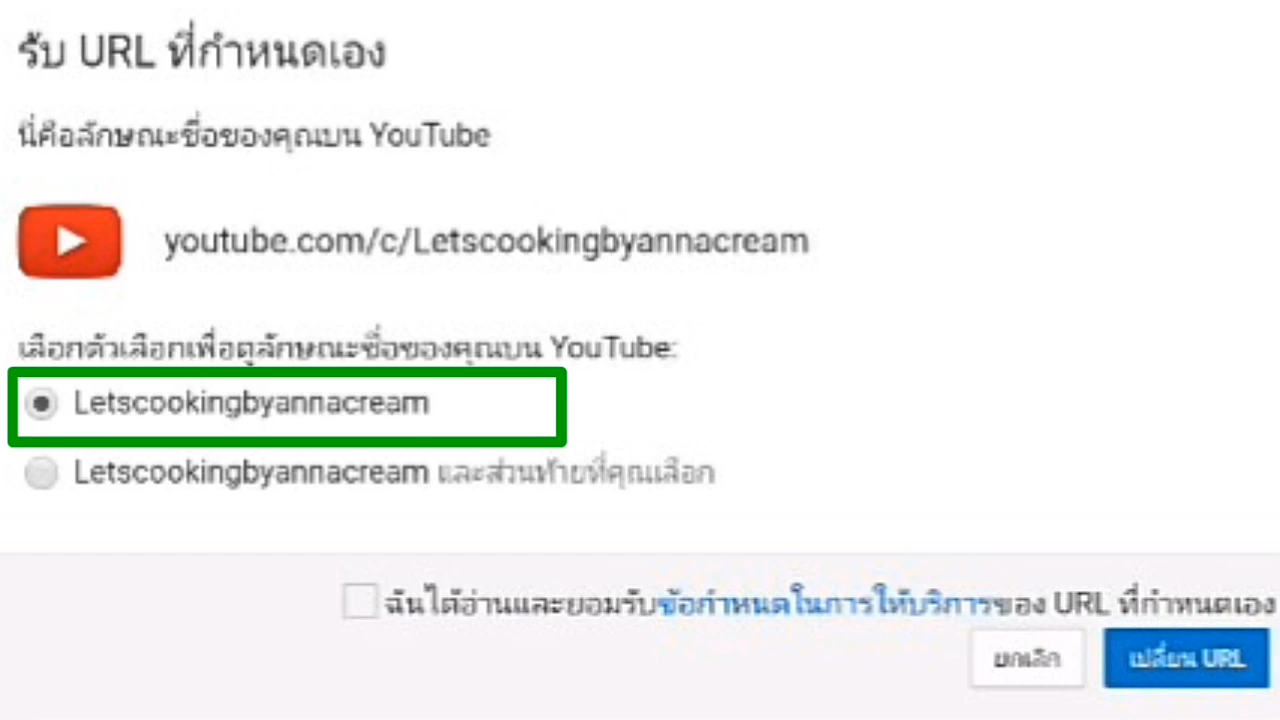 รับ URL ที่กำหนดเอง
นี่คือลักษณะชื่อของคุณบน YouTube
youtube.com/c/Letscookingbyannacream
เลือกตัวเลือกเพื่อดูลักษณะชื่อของคุณบน YouTube:
Letscookingbyannacream
Letscookingbyannacream และส่วนท้ายที่คุณเลือก
ฉันได้อ่านและยอมรับข้อกำหนดในการให้บริการของ URL ที่กำหนดเอง
ยกเลิก เปลี่ยน URL